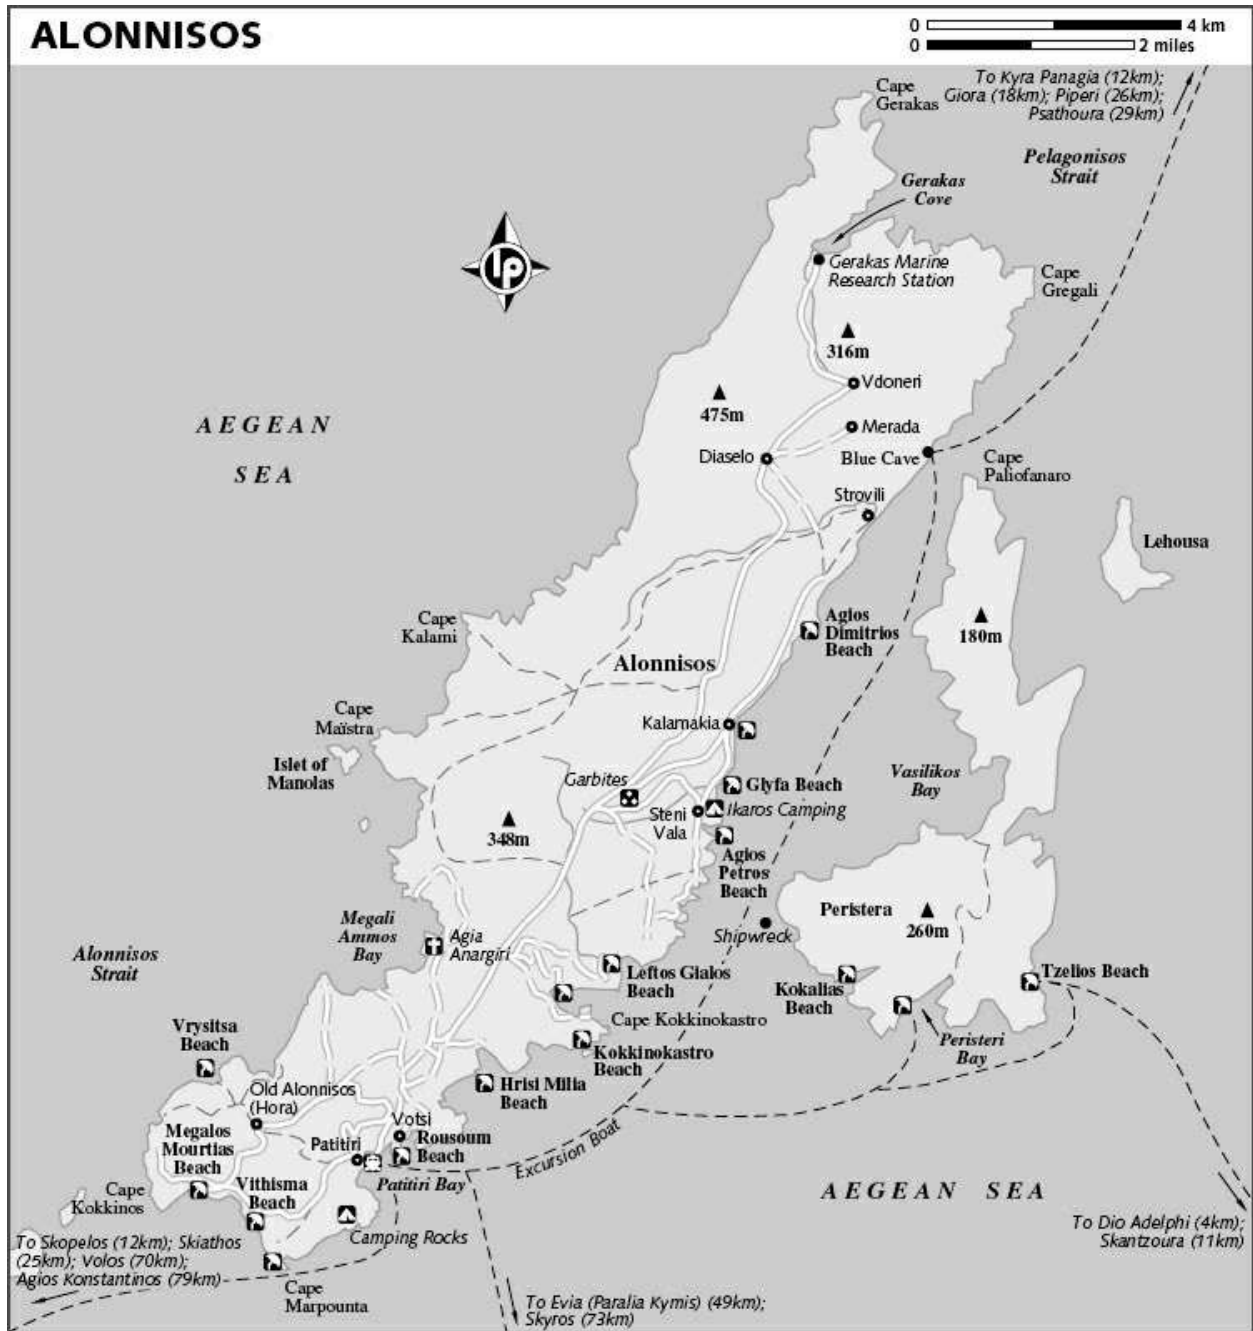 ALONNISOS
0 4 km
0 2 miles
To Kyra Panagia (12km);
Giora (18km); Piperi (26km);
Psathoura (29km)
Cape
Gerakas
Pelagonisos
Strait
Gerakas
Cove
lp
Gerakas Marine
Research Station
Cape
Gregali
316m
Vdoneri
475m
AEGEAN
SEA
Merada
Diaselo
Blue Cave
Cape
Paliofanaro
Strovili
Lehousa
Cape
Kalami
Agios
Dimitrios
Beach
180m
Alonnisos
Cape
Maïstra
Kalamakia
Islet of
Manolas
Garbites
Glyfa Beach
Vasilikos
Bay
Steni
Vala
Ikaros Camping
348m
Agios
Petros
Beach
Peristera
260m
Megali
Ammos
Bay
Agia
Anargiri
Shipwreck
Alonnisos
Strait
Leftos Gialos
Beach
Kokalias
Beach
Tzelios Beach
Cape Kokkinokastro
Vrysitsa
Beach
Kokkinokastro
Beach
Peristeri
Bay
Old Alonnisos
(Hora)
Hrisi Milia
Beach
Votsi
Megalos
Mourtias
Beach
Patitiri
Rousoum
Beach
Excursion Boat
Cape
Kokkinos
Vithisma
Beach
Patitiri Bay
AEGEAN SEA
Camping Rocks
To Dio Adelphi (4km);
Skantzoura (11km)
To Skopelos (12km); Skiathos
(25km); Volos (70km);
Agios Konstantinos (79km)
Cape
Marpounta
To Evia (Paralia Kymis) (49km);
Skyros (73km)